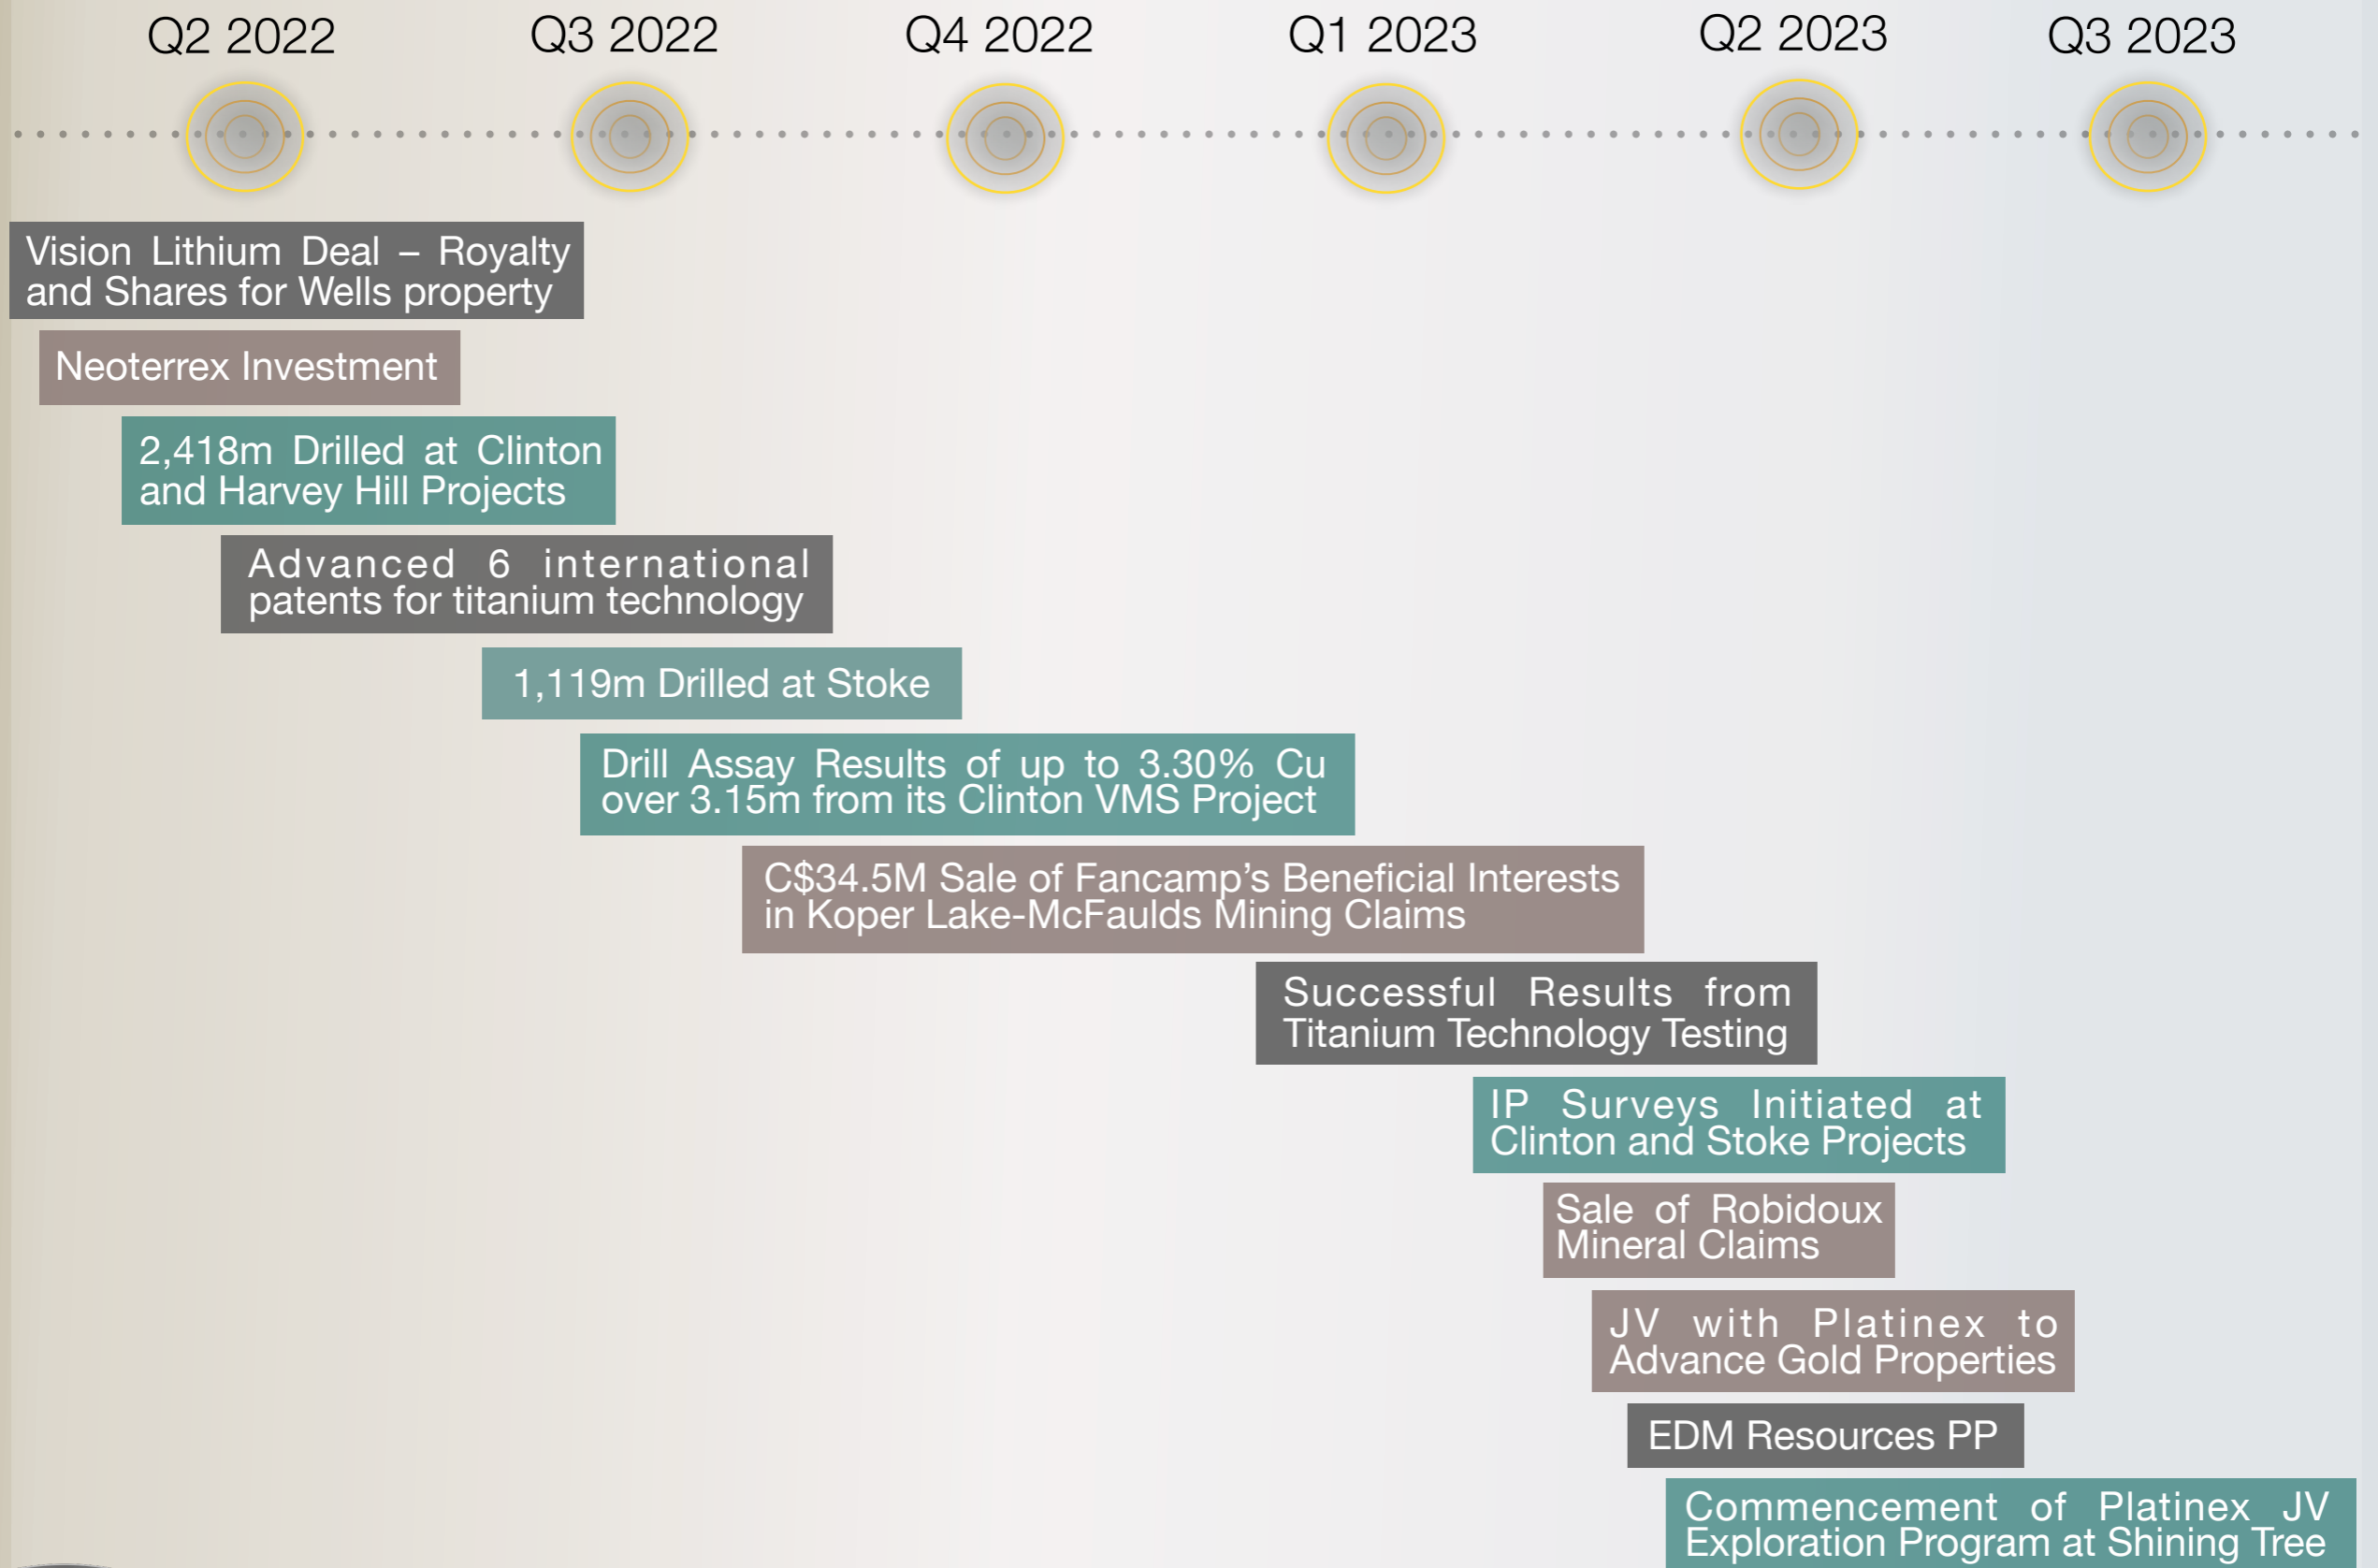 Q2 2022
Q3 2022
Q4 2022
Q1 2023
Q2 2023
Q3 2023
Vision Lithium Deal – Royalty
and Shares for Wells property
Neoterrex Investment
2,418m Drilled at Clinton
and Harvey Hill Projects
Advanced 6 international
patents for titanium technology
1,119m Drilled at Stoke
Drill Assay Results of up to 3.30% Cu
over 3.15m from its Clinton VMS Project
C$34.5M Sale of Fancamp’s Beneficial Interests
in Koper Lake-McFaulds Mining Claims
Successful Results from
Titanium Technology Testing
IP Surveys Initiated at
Clinton and Stoke Projects
Sale of Robidoux
Mineral Claims
JV with Platinex to
Advance Gold Properties
EDM Resources PP
Commencement of Platinex JV
Exploration Program at Shining Tree